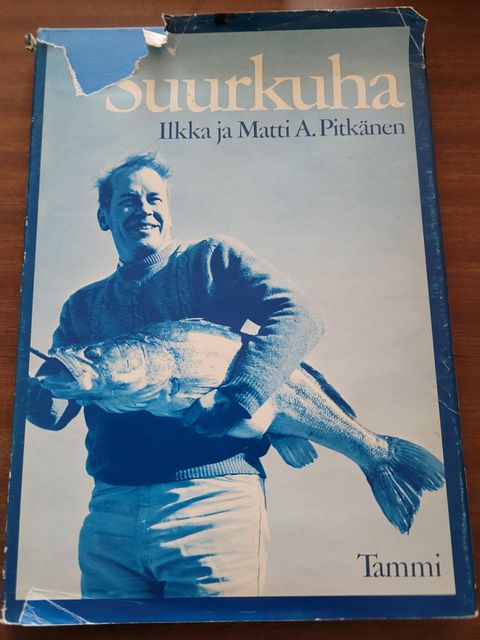 Suurkuha
Ilkka ja Matti A. Pitkänen
Tammi